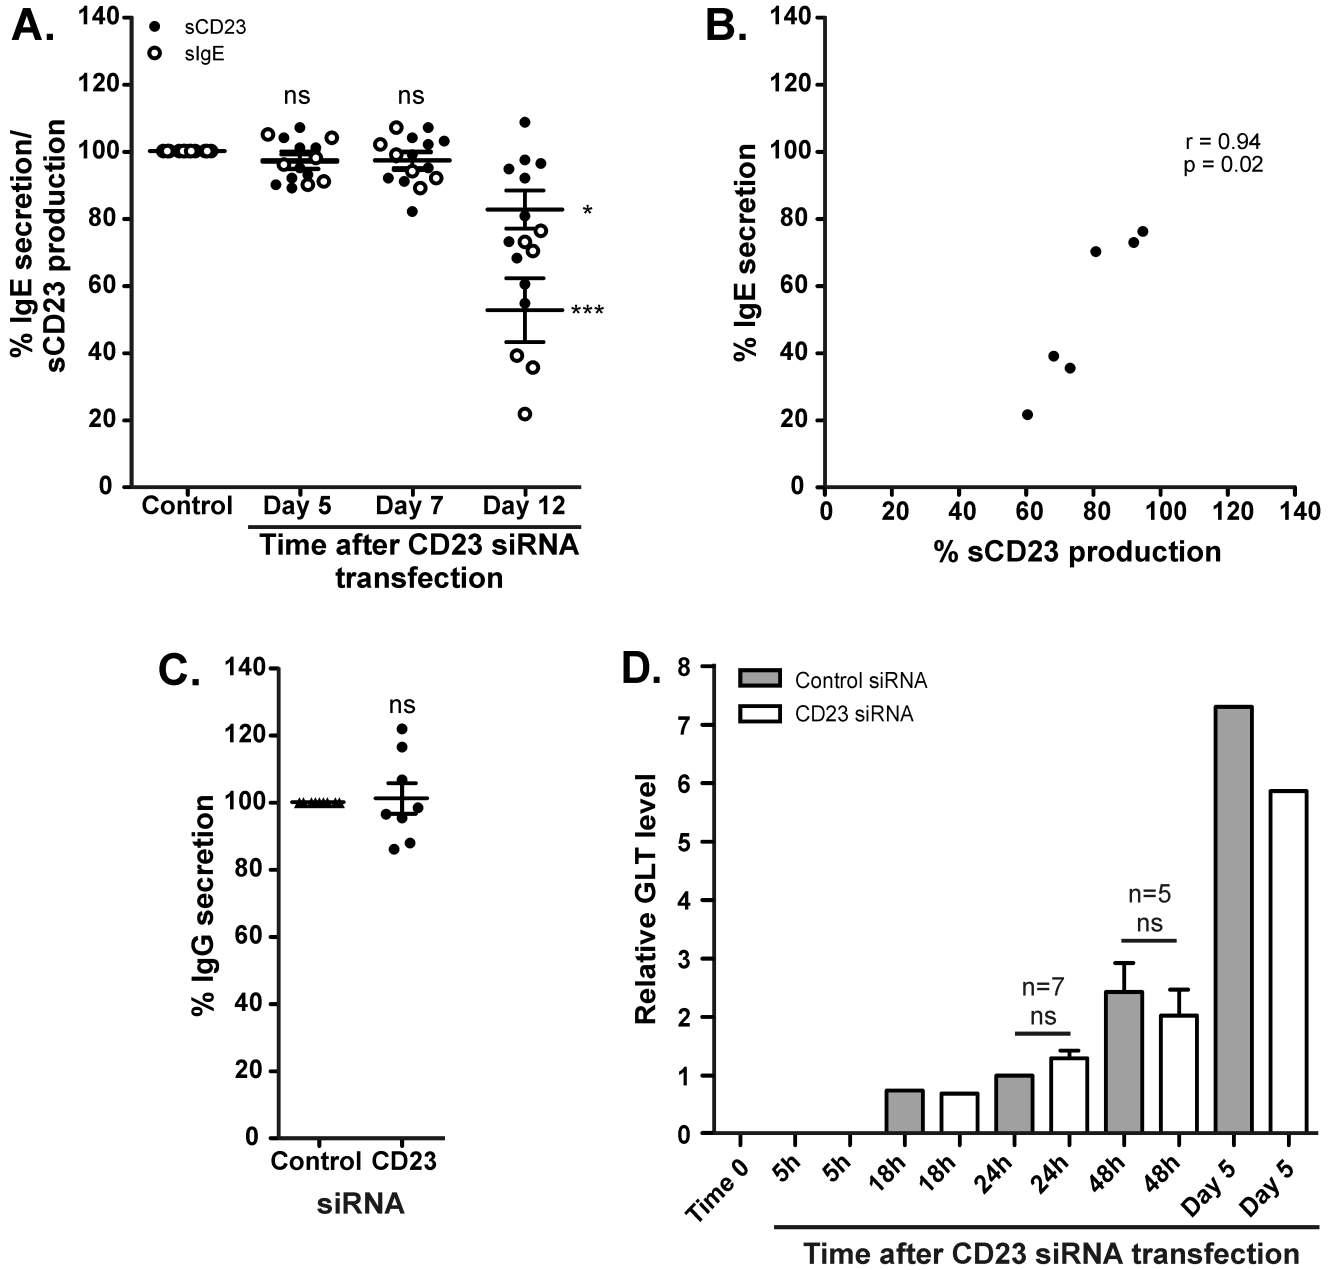 A.
140
120
100
80
60
40
20
0
% IgE secretion/
sCD23 production
sCD23
sIgE
ns
ns
*
***
Control
Day 5
Day 7
Day 12
Time after CD23 siRNA
transfection
B.
140
120
100
80
60
40
20
0
% IgE secretion
r = 0.94
p = 0.02
0
20
40
60
80
100
120
140
% sCD23 production
C.
140
120
100
80
60
40
20
0
% IgG secretion
ns
Control
CD23
siRNA
D.
8
7
6
5
4
3
2
1
0
Relative GLT level
Control siRNA
CD23 siRNA
n=7
ns
n=5
ns
Time 0
5h
5h
18h
18h
24h
24h
48h
48h
Day 5
Day 5
Time after CD23 siRNA transfection